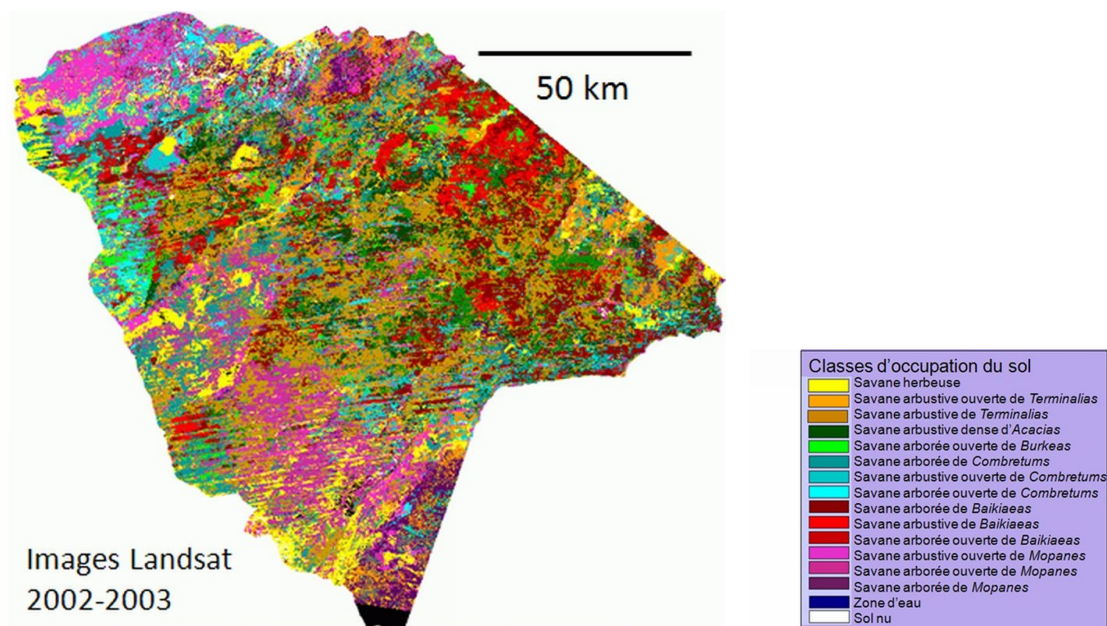 50 km
Images Landsat
2002-2003
Classes d'occupation du sol
Savane herbeuse
Savane arbustive ouverte de Terminalias
Savane arbustive de Terminalias
Savane arbustive dense d'Acacias
Savane arborée ouverte de Burkeas
Savane arborée de Combretums
Savane arbustive ouverte de Combretums
Savane arborée ouverte de Combretums
Savane arborée de Baikiaeas
Savane arbustive de Baikiaeas
Savane arborée ouverte de Baikiaeas
Savane arbustive ouverte de Mopanes
Savane arborée ouverte de Mopanes
Savane arborée de Mopanes
Zone d'eau
Sol nu